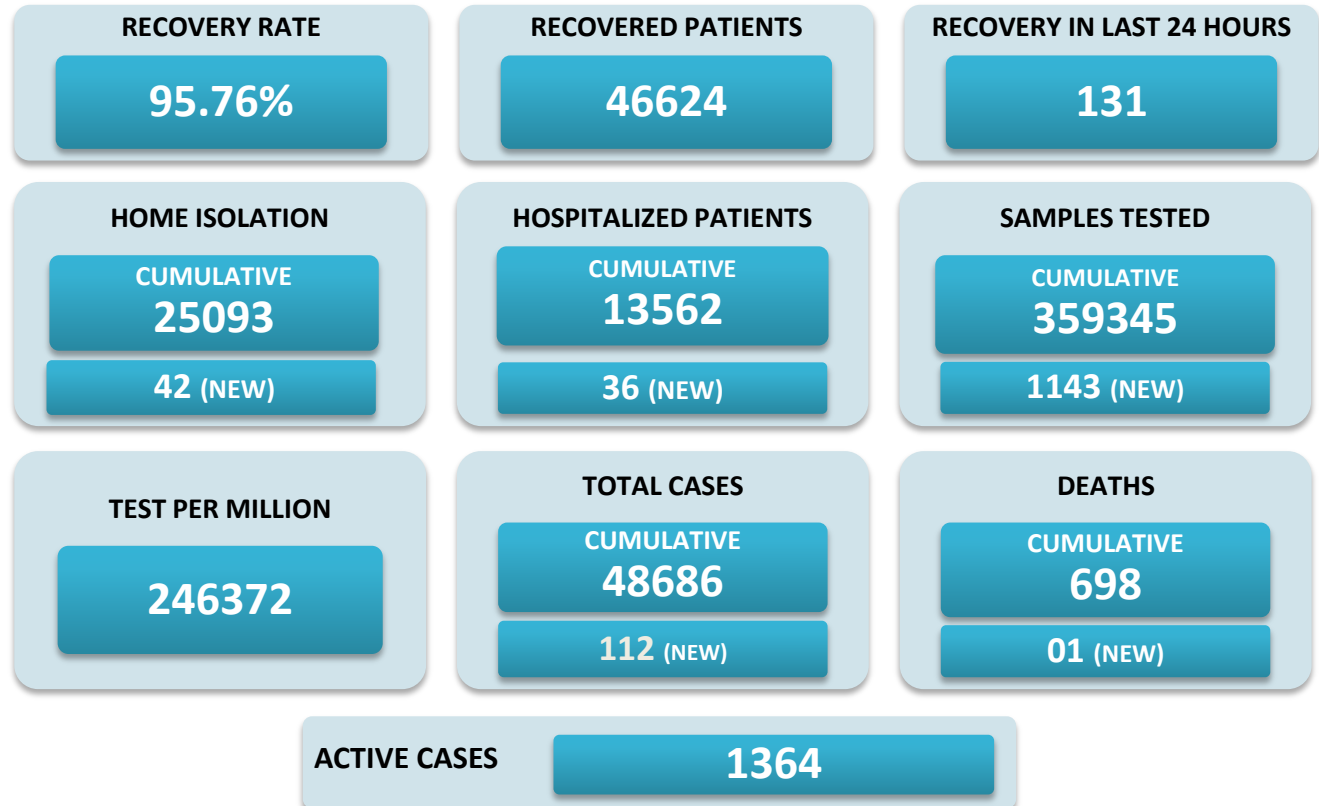 RECOVERY RATE
95.76%
RECOVERED PATIENTS
46624
RECOVERY IN LAST 24 HOURS
131
HOME ISOLATION
CUMULATIVE
25093
42 (NEW)
HOSPITALIZED PATIENTS
CUMULATIVE
13562
36 (NEW)
SAMPLES TESTED
CUMULATIVE
359345
1143 (NEW)
TEST PER MILLION
246372
TOTAL CASES
CUMULATIVE
48686
112 (NEW)
DEATHS
CUMULATIVE
698
01 (NEW)
ACTIVE CASES
1364